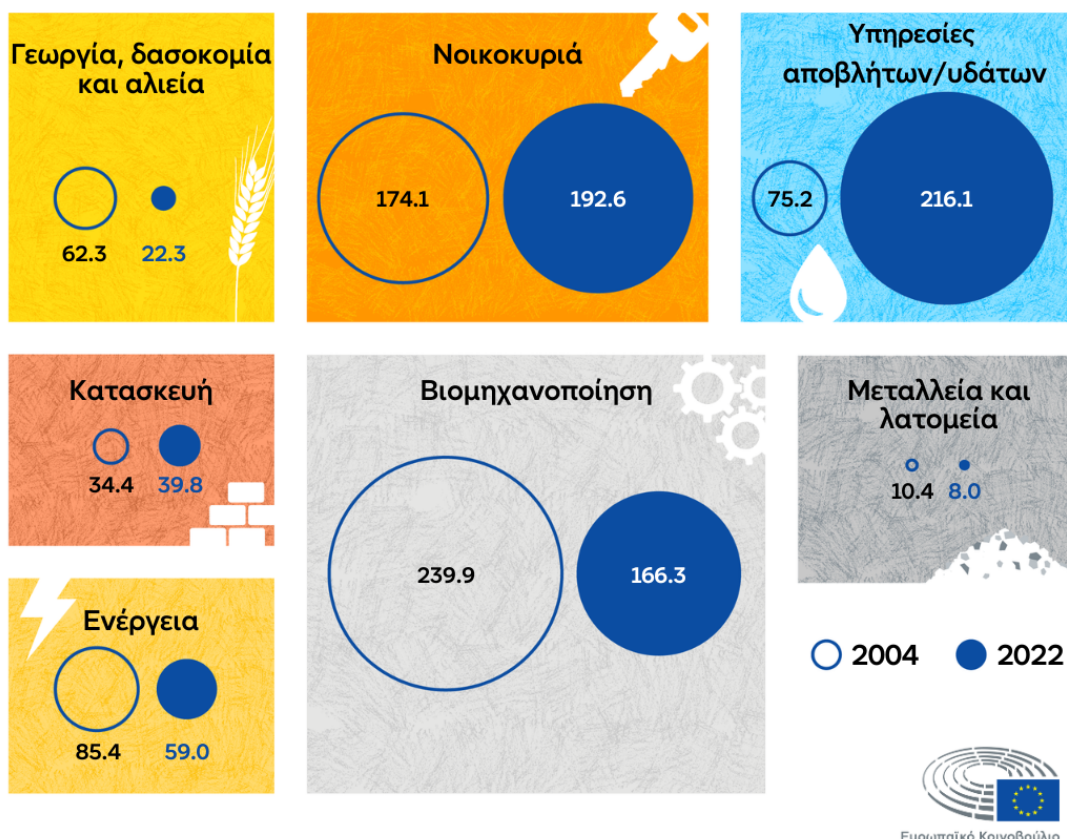 Γεωργία, δασοκομία
και αλιεία
62.3 22.3
Νοικοκυριά
174.1 192.6
Υπηρεσίες
αποβλήτων/υδάτων
75.2 216.1
Κατασκευή
34.4 39.8
Βιομηχανοποίηση
239.9 166.3
Μεταλλεία και
λατομεία
10.4 8.0
Ενέργεια
85.4 59.0
2004 2022
Ευρωπαϊκό Κοινοβούλιο